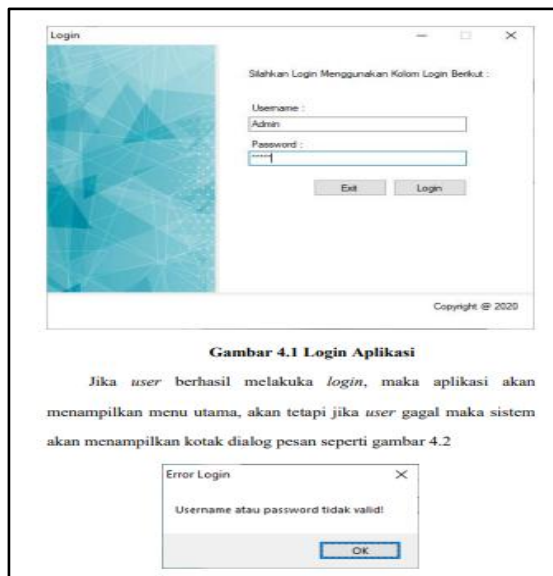 Login
Silahkan Login Menggunakan Kolom Login Berikut :
Username :
Admin
Password :
*****
Exit Login
Copyright @ 2020
Gambar 4.1 Login Aplikasi
Jika user berhasil melakuka login, maka aplikasi akan
menampilkan menu utama, akan tetapi jika user gagal maka sistem
akan menampilkan kotak dialog pesan seperti gambar 4.2
Error Login
Username atau password tidak valid!
OK